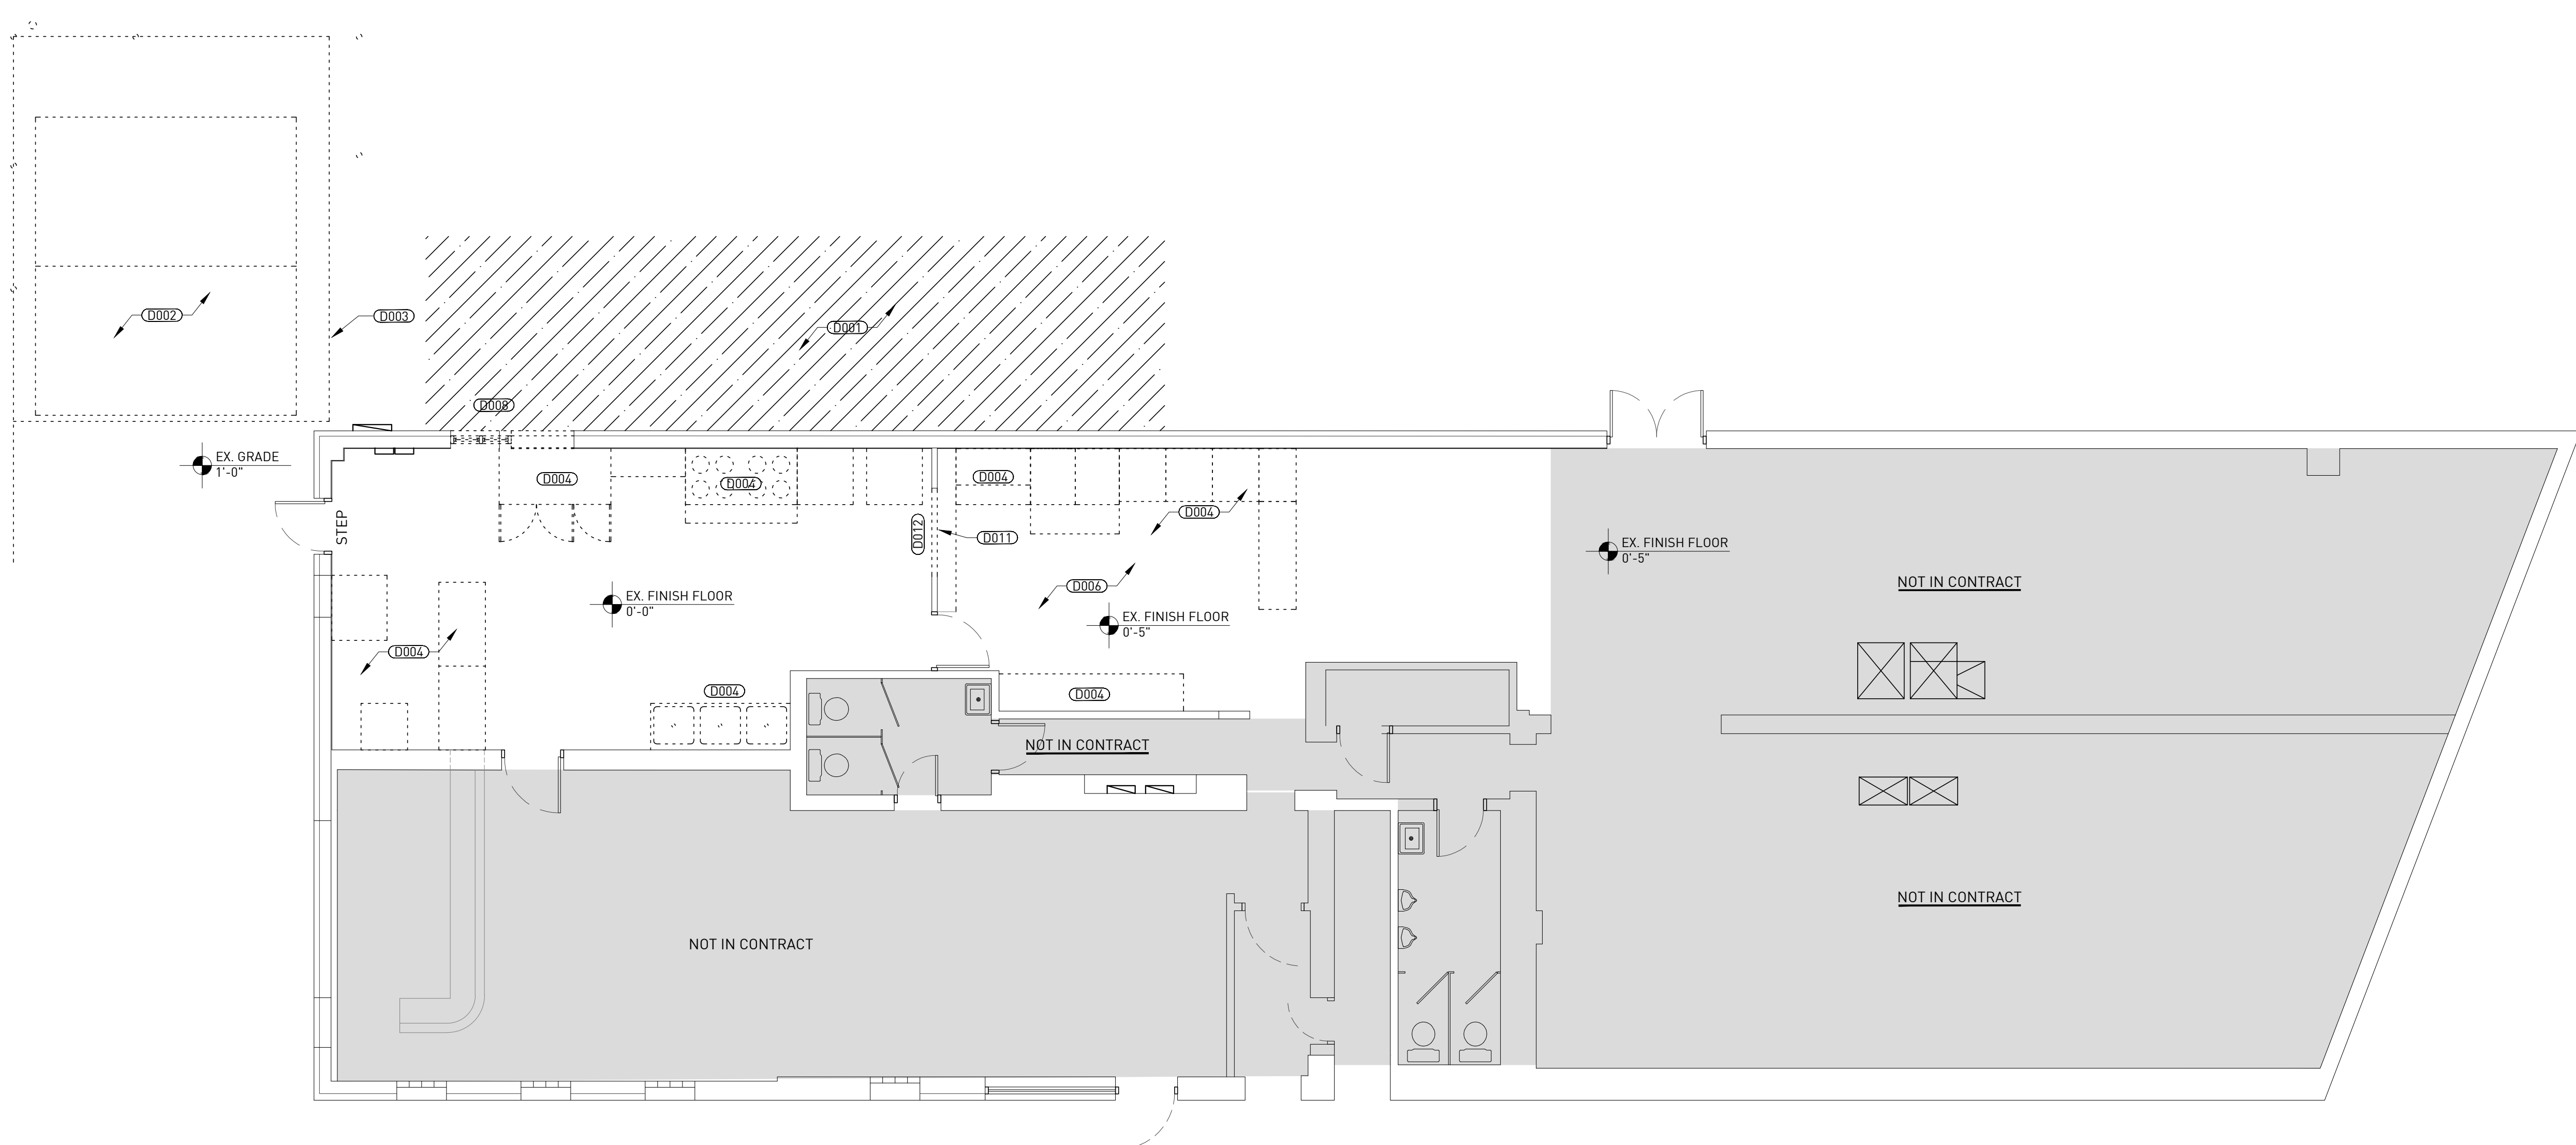 D002
D003
D001
D008
EX. GRADE
1'-0"
D004
D004
D004
D004
STEP
D012
D011
EX. FINISH FLOOR
0'-5"
D006
NOT IN CONTRACT
EX. FINISH FLOOR
0'-0"
EX. FINISH FLOOR
0'-5"
D004
D004
D004
NOT IN CONTRACT
NOT IN CONTRACT
NOT IN CONTRACT